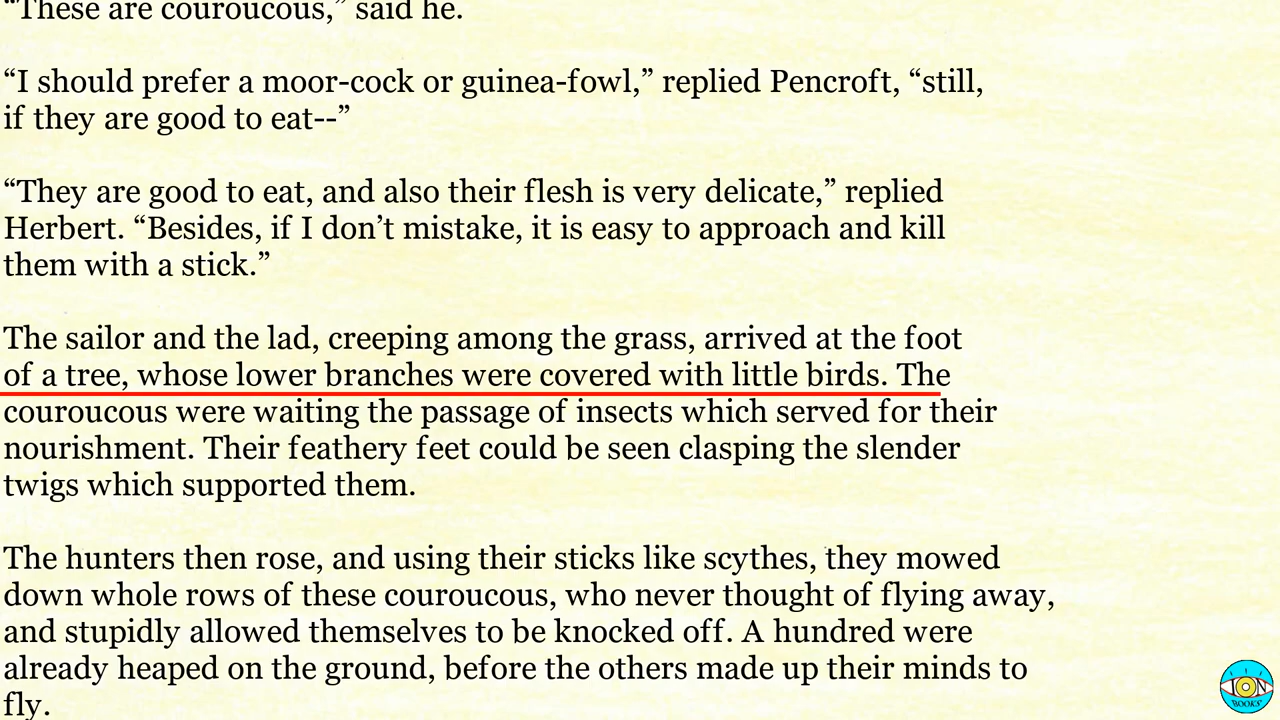 “These are couroucous,” said he.
“I should prefer a moor-cock or guinea-fowl,” replied Pencroft, “still,
if they are good to eat--”
“They are good to eat, and also their flesh is very delicate,” replied
Herbert. “Besides, if I don’t mistake, it is easy to approach and kill
them with a stick.”
The sailor and the lad, creeping among the grass, arrived at the foot
of a tree, whose lower branches were covered with little birds. The
couroucous were waiting the passage of insects which served for their
nourishment. Their feathery feet could be seen clasping the slender
twigs which supported them.
The hunters then rose, and using their sticks like scythes, they mowed
down whole rows of these couroucous, who never thought of flying away,
and stupidly allowed themselves to be knocked off. A hundred were
already heaped on the ground, before the others made up their minds to
fly.
ION
BOOKS